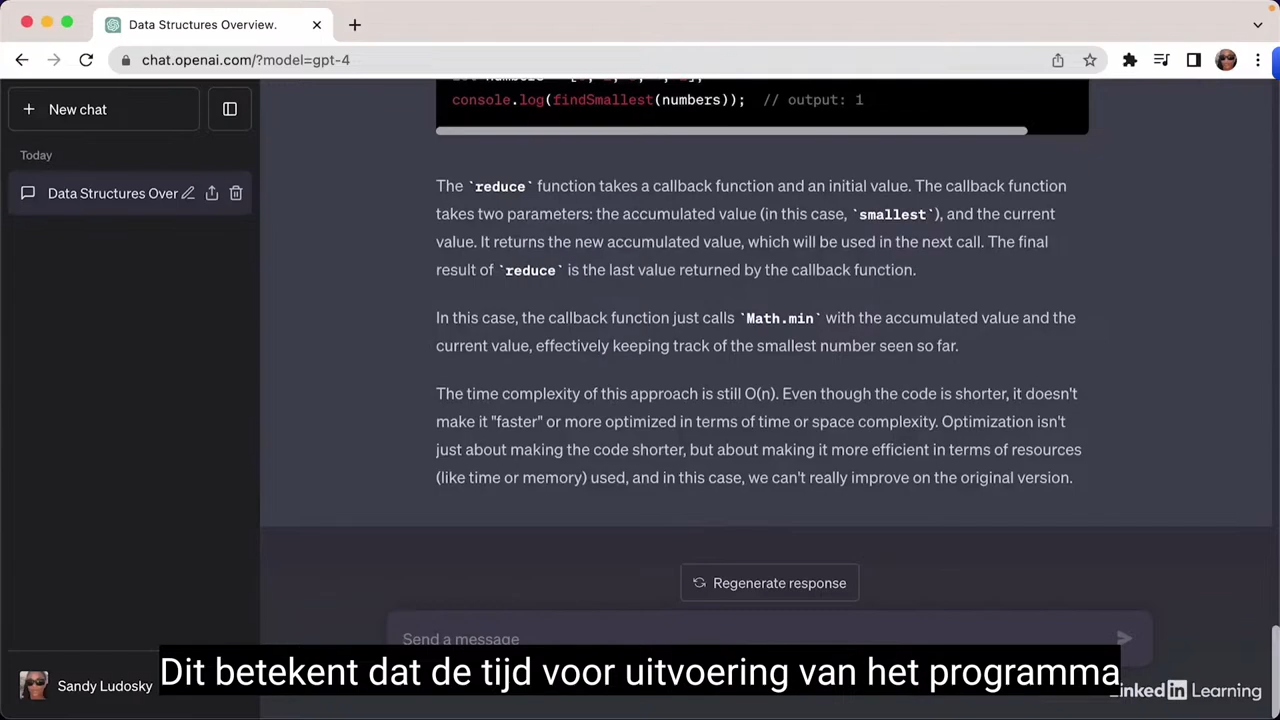 Data Structures Overview.
chat.openai.com/?model=gpt-4
New chat
Today
Data Structures Over
console.log(findSmallest(numbers));  // output: 1
The `reduce` function takes a callback function and an initial value. The callback function
takes two parameters: the accumulated value (in this case, `smallest`), and the current
value. It returns the new accumulated value, which will be used in the next call. The final
result of `reduce` is the last value returned by the callback function.
In this case, the callback function just calls `Math.min` with the accumulated value and the
current value, effectively keeping track of the smallest number seen so far.
The time complexity of this approach is still O(n). Even though the code is shorter, it doesn't
make it "faster" or more optimized in terms of time or space complexity. Optimization isn't
just about making the code shorter, but about making it more efficient in terms of resources
(like time or memory) used, and in this case, we can't really improve on the original version.
Regenerate response
Send a message
Dit betekent dat de tijd voor uitvoering van het programma
Sandy Ludosky
Linkedin Learning